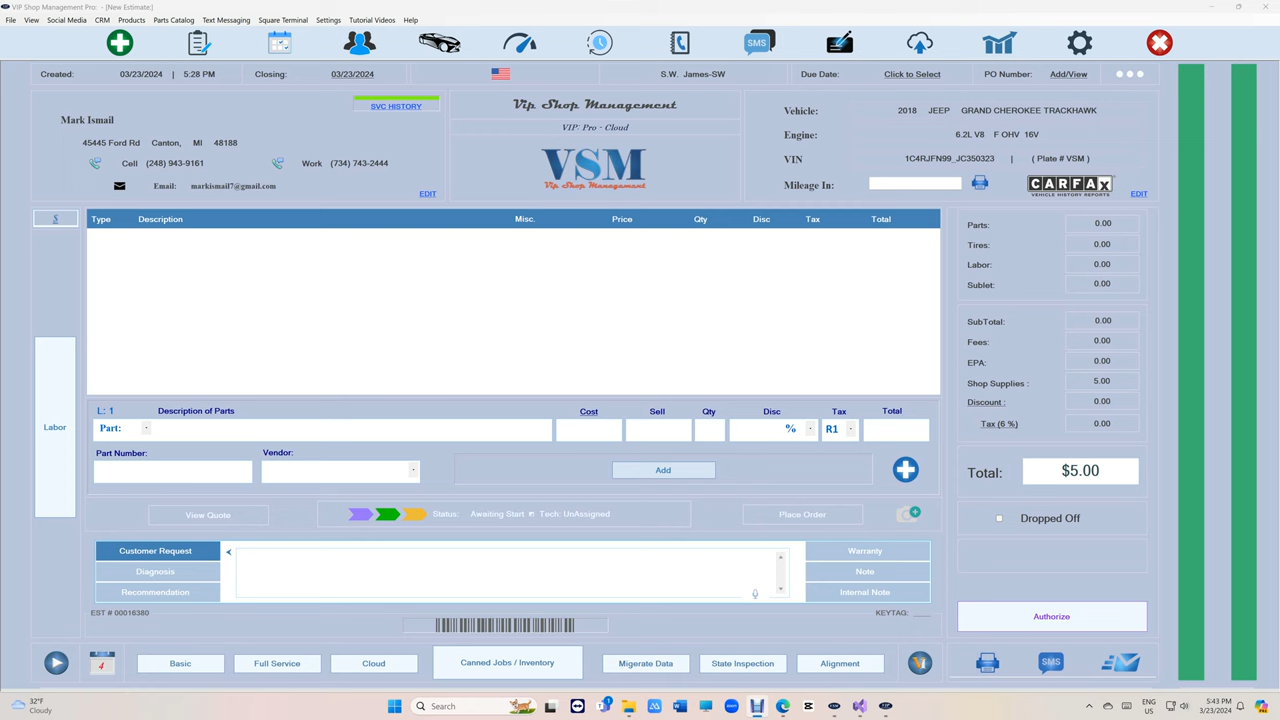 VIP Shop Management Pro: - [New Estimate:]
File View Social Media CRM Products Parts Catalog Text Messaging Square Terminal Settings Tutorial Videos Help
SMS
Created: 03/23/2024 | 5:28 PM Closing: 03/23/2024 S.W. James-SW Due Date: Click to Select PO Number: Add/View
SVC HISTORY
Mark Ismail
45445 Ford Rd Canton, MI 48188
Cell (248) 943-9161 Work (734) 743-2444
Email: markismail7@gmail.com
EDIT
Vip Shop Management
VIP: Pro - Cloud
VSM
Vip Shop Management
Vehicle: 2018 JEEP GRAND CHEROKEE TRACKHAWK
Engine: 6.2L V8 F OHV 16V
VIN 1C4RJFN99_JC350323 | ( Plate # VSM )
Mileage In: CARFAX
VEHICLE HISTORY REPORTS
EDIT
$
Type Description Misc. Price Qty Disc Tax Total
Labor
L: 1 Description of Parts Cost Sell Qty Disc Tax Total
Part: % R1
Part Number: Vendor:
Add
View Quote Status: Awaiting Start Tech: UnAssigned Place Order
Customer Request
Diagnosis
Recommendation
Warranty
Note
Internal Note
EST # 00016380 KEYTAG: ____
Parts: 0.00
Tires: 0.00
Labor: 0.00
Sublet: 0.00
SubTotal: 0.00
Fees: 0.00
EPA: 0.00
Shop Supplies : 5.00
Discount : 0.00
Tax (6 %) 0.00
Total: $5.00
Dropped Off
Authorize
4 Basic Full Service Cloud Canned Jobs / Inventory Migerate Data State Inspection Alignment SMS
32°F
Cloudy
Search
ENG
US
5:43 PM
3/23/2024